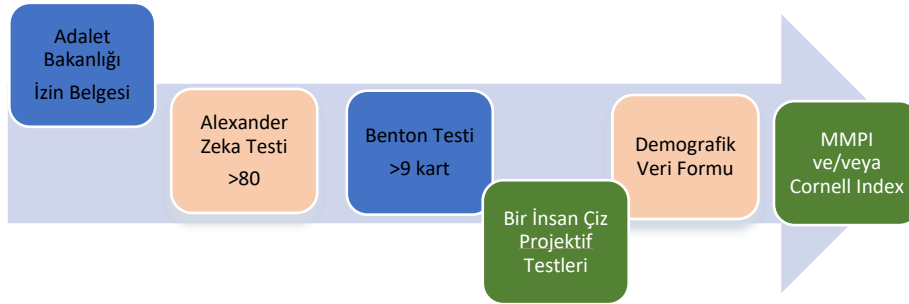 Adalet
Bakanlığı
İzin Belgesi
Alexander
Zeka Testi
>80
Benton Testi
>9 kart
Bir İnsan Çiz
Projektif
Testleri
Demografik
Veri Formu
MMPI
ve/veya
Cornell Index